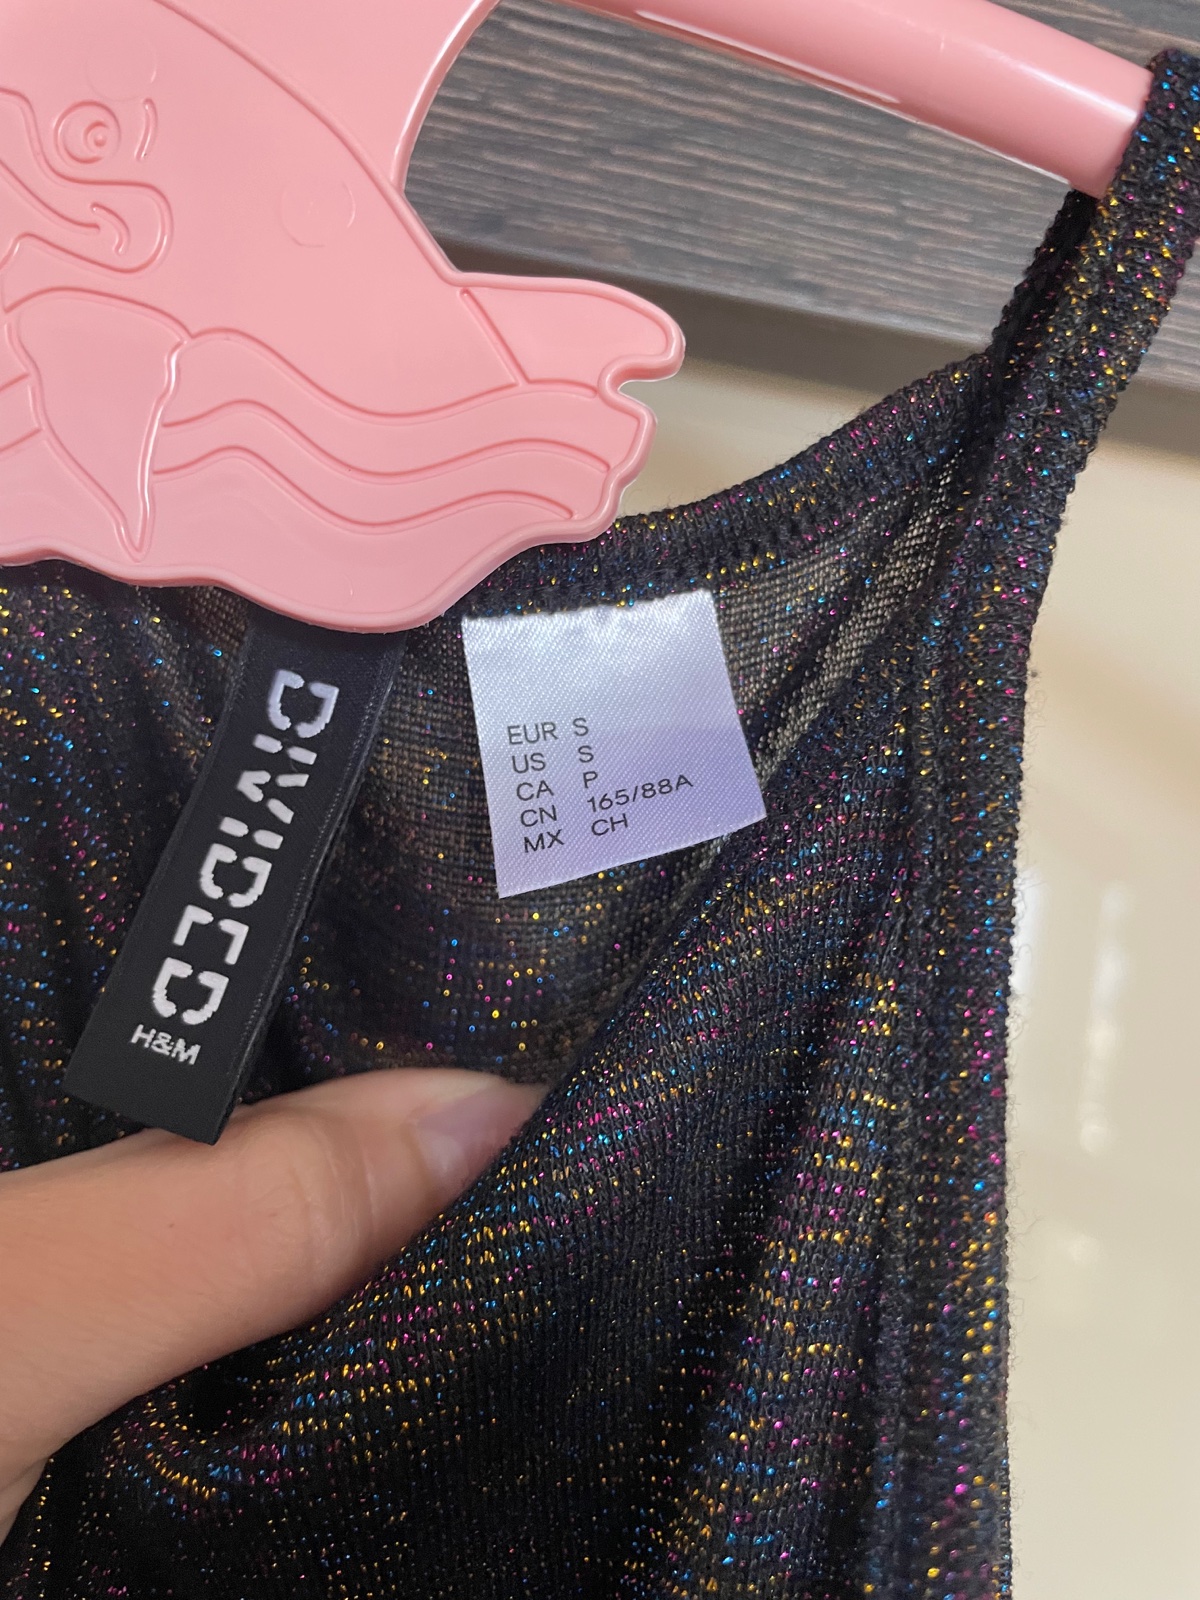 DIVIDED
H&M
EUR S
US S
CA P
CN 165/88A
MX CH